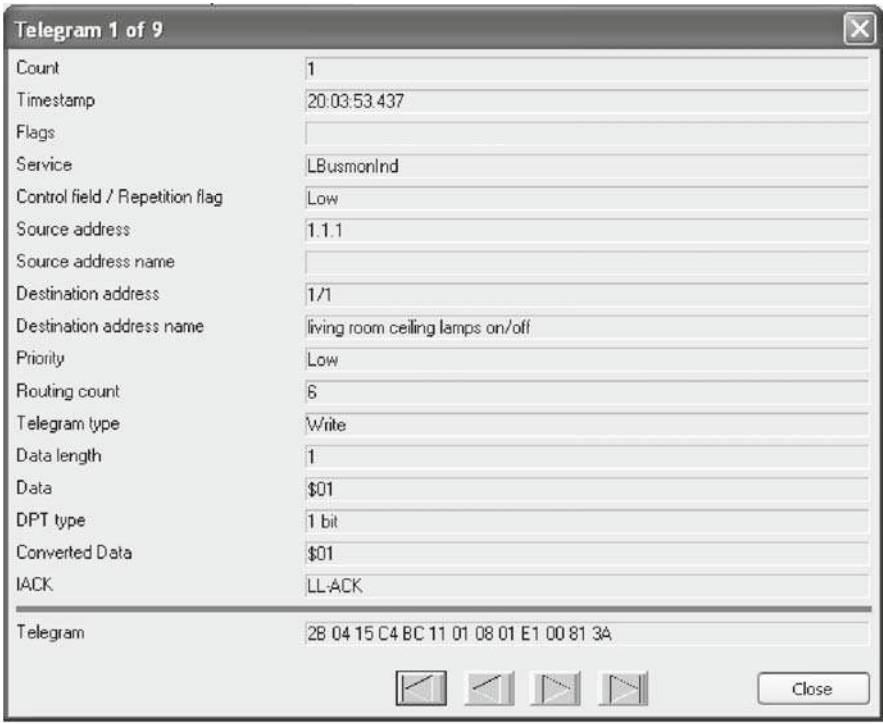 Telegram 1 of 9
Count 1
Timestamp 20:03:53.437
Flags
Service LBusmonInd
Control field / Repetition flag Low
Source address 1.1.1
Source address name
Destination address 1/1
Destination address name living room ceiling lamps on/off
Priority Low
Routing count 6
Telegram type Write
Data length 1
Data $01
DPT type 1 bit
Converted Data $01
IACK LL-ACK
Telegram 2B 04 15 C4 BC 11 01 08 01 E1 00 81 3A
Close